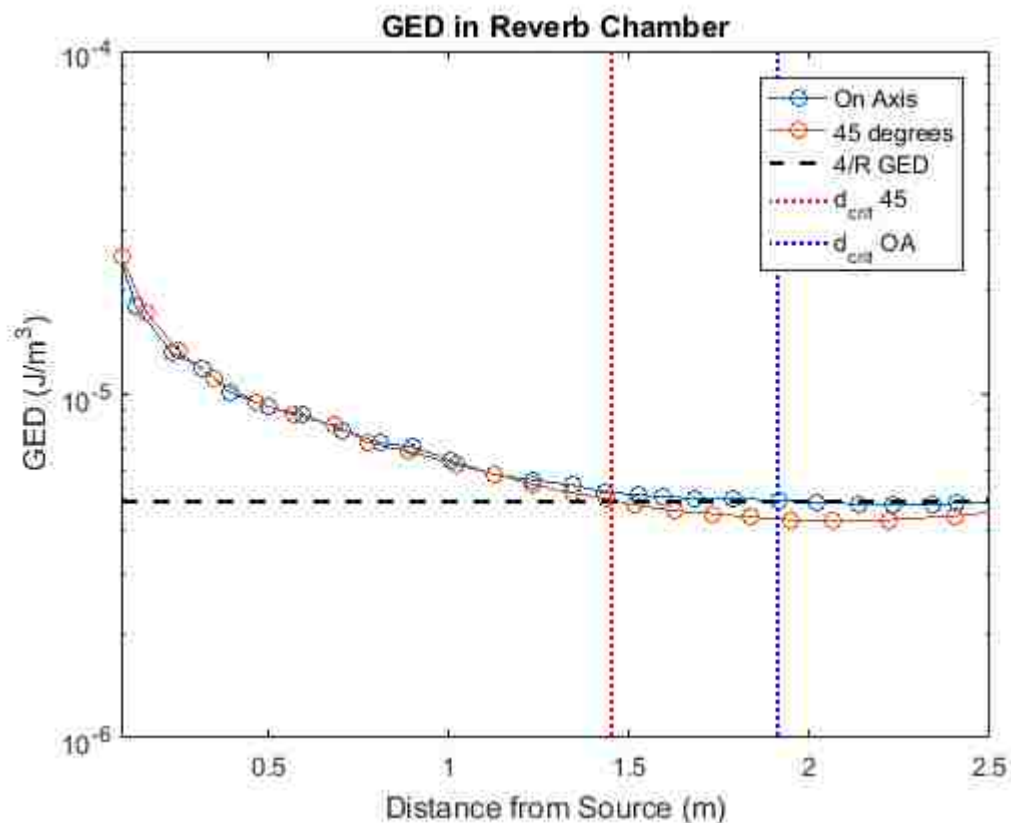 GED in Reverb Chamber
10^-4
10^-5
10^-6
GED (J/m^3)
On Axis
45 degrees
4/R GED
d_crit 45
d_crit OA
0.5 1 1.5 2 2.5
Distance from Source (m)